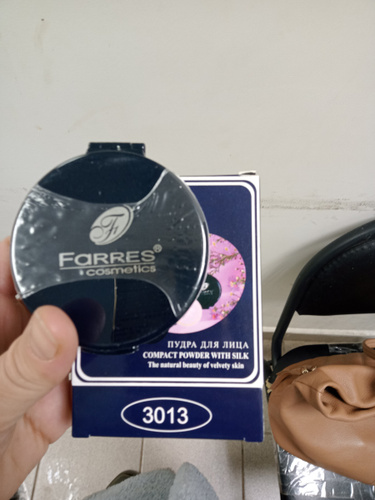 F
FARRES®
cosmetics
ПУДРА ДЛЯ ЛИЦА
COMPACT POWDER WITH SILK
The natural beauty of velvety skin
3013